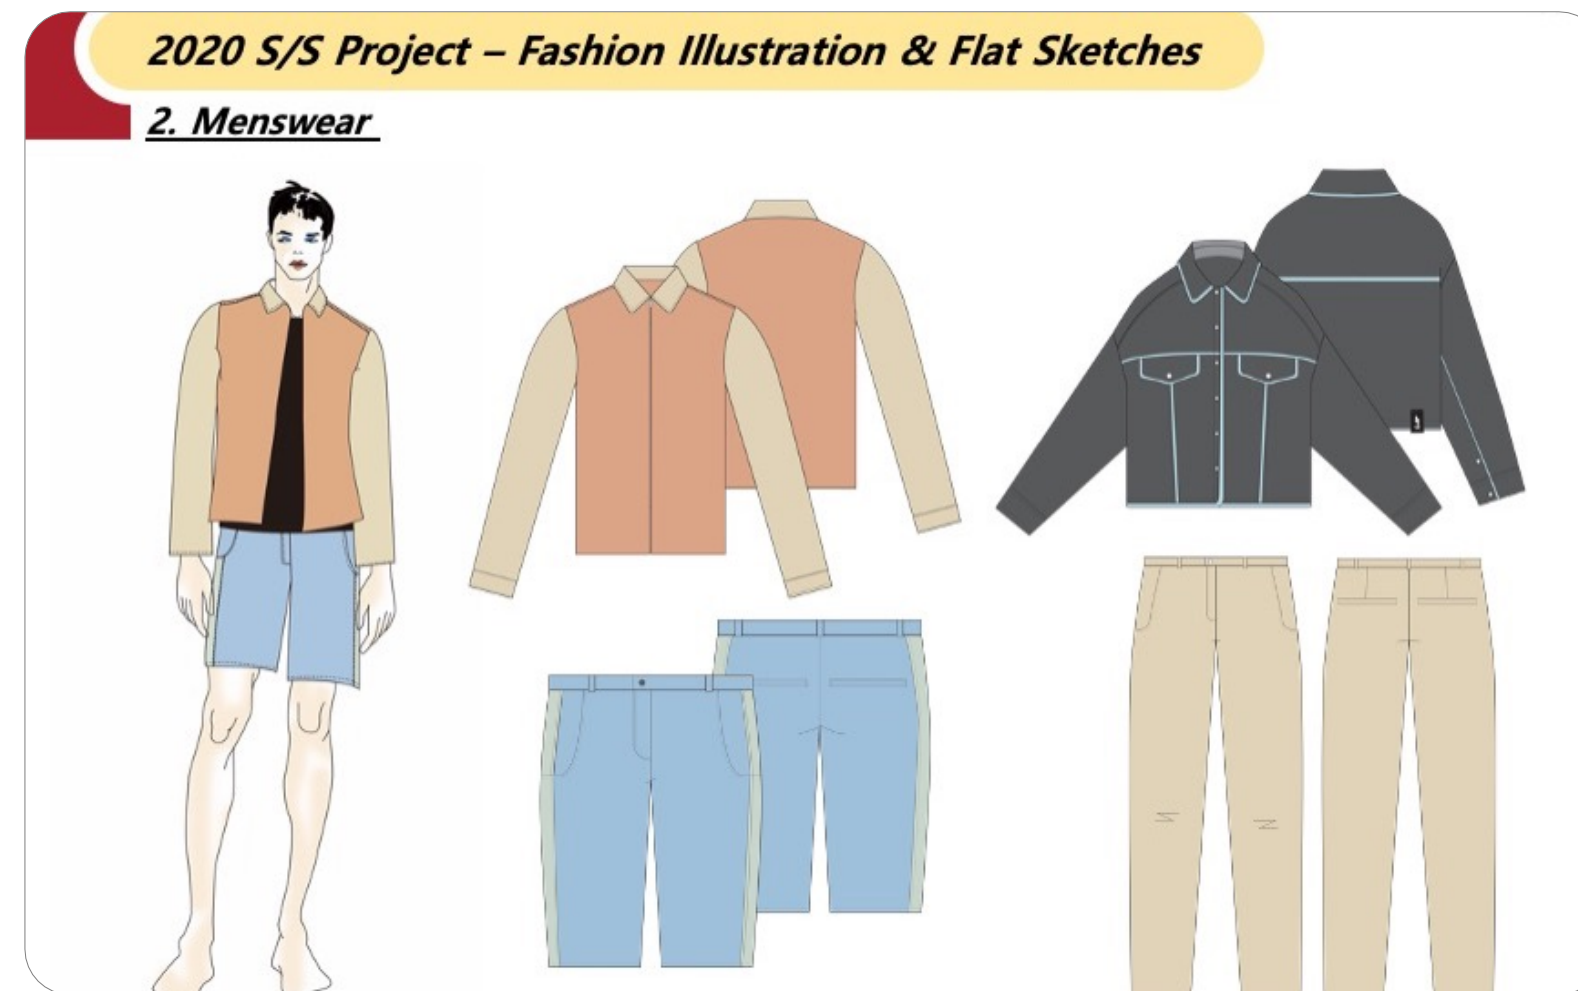 2020 S/S Project – Fashion Illustration & Flat Sketches
2. Menswear